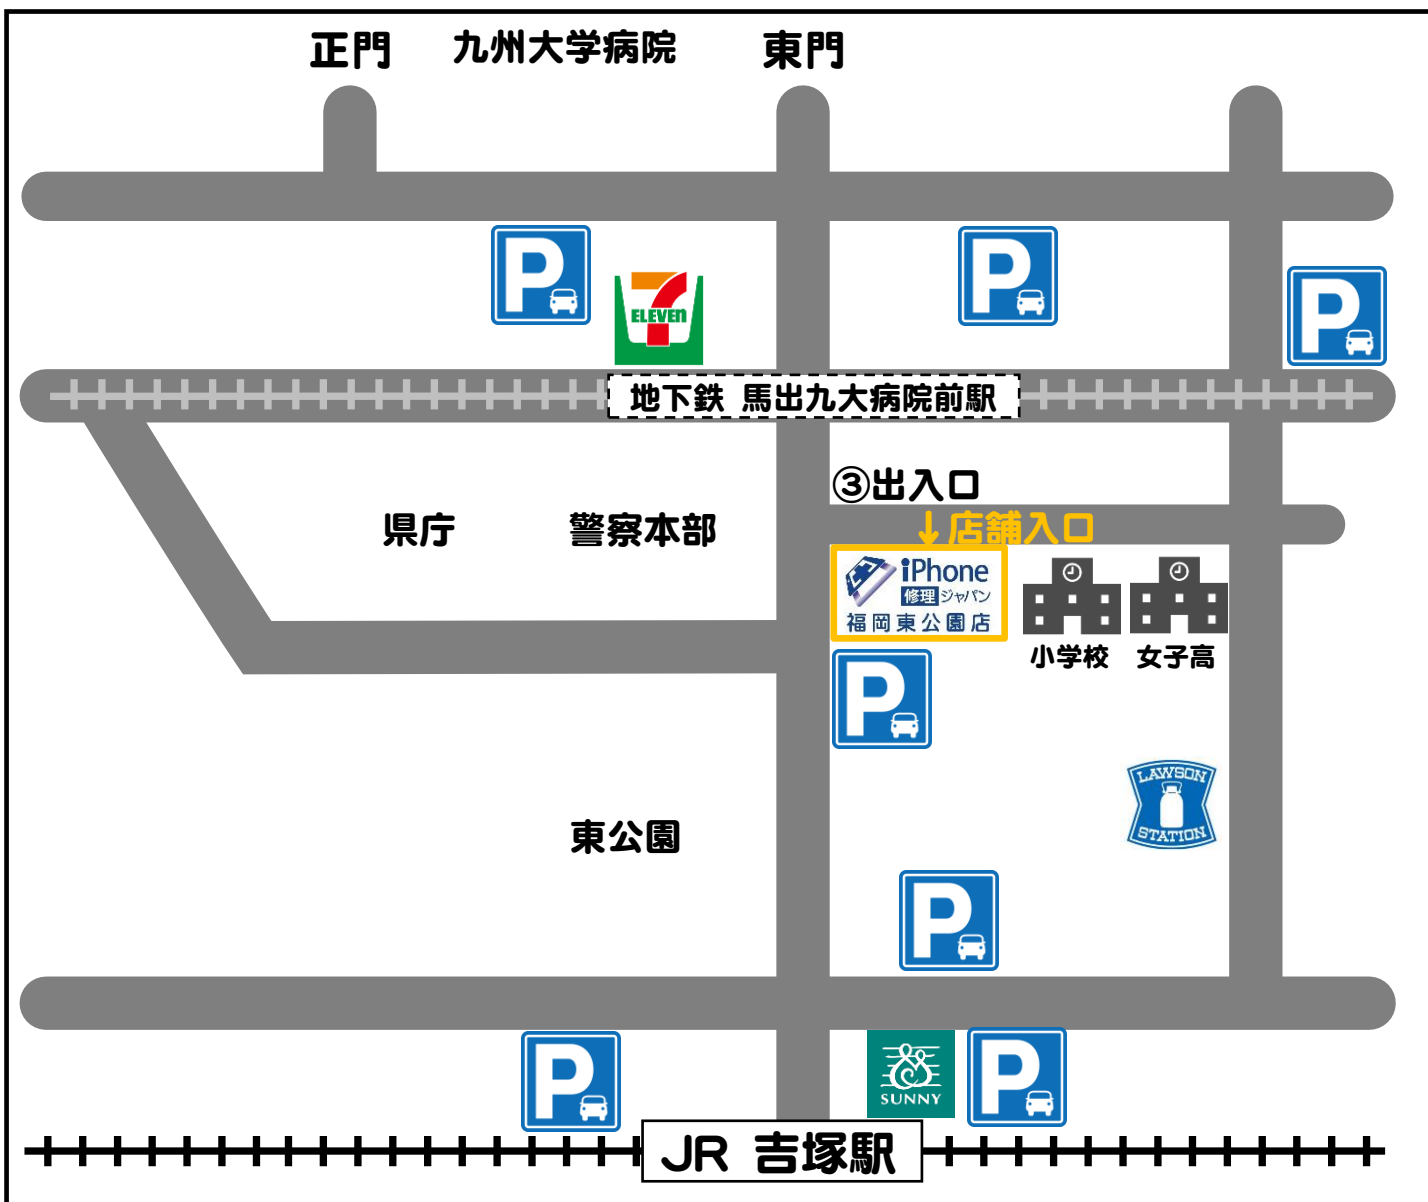 正門 九州大学病院 東門
P
P
P
7
ELEVEN
地下鉄 馬出九大病院前駅
③出入口
県庁 警察本部
↓店舗入口
iPhone
修理ジャパン
福岡東公園店
小学校 女子高
P
LAWSON
STATION
東公園
P
P
SUNNY
P
JR 吉塚駅